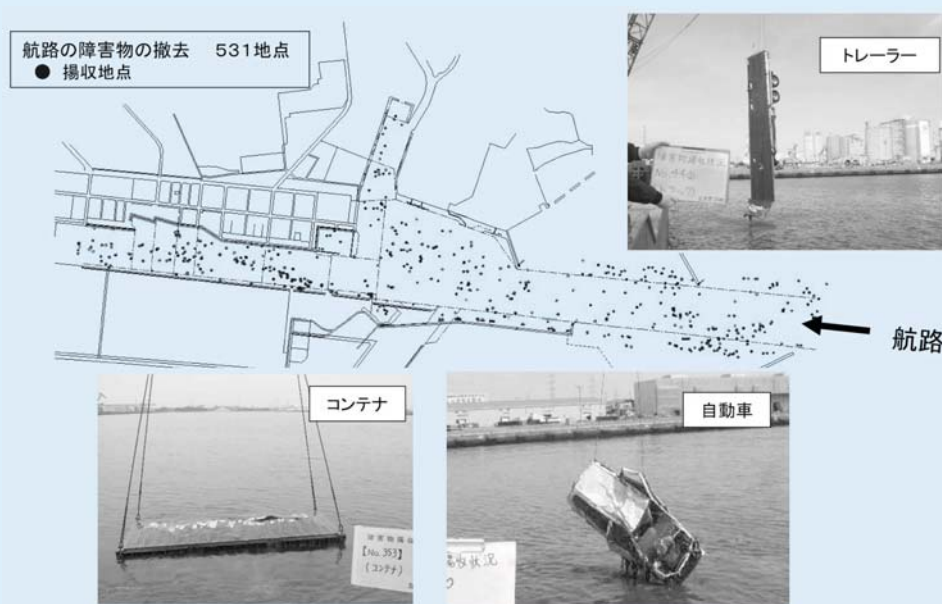 航路の障害物の撤去　531地点
● 揚収地点
トレーラー
航路
コンテナ
【No.353】
(コンテナ)
自動車
収状況